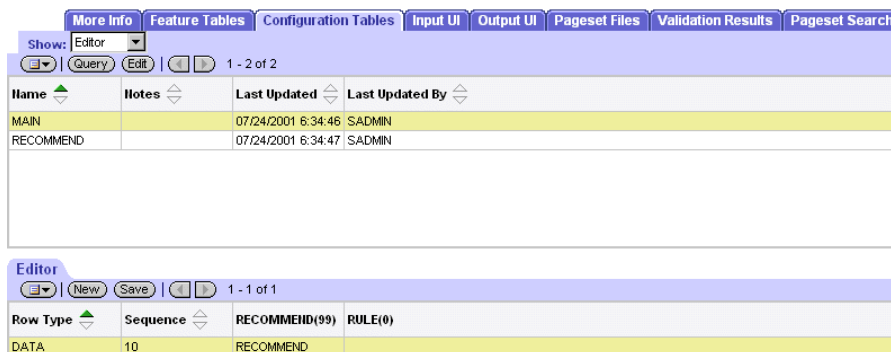 More Info Feature Tables Configuration Tables Input UI Output UI Pageset Files Validation Results Pageset Search
Show: Editor
Query Edit 1 - 2 of 2
Name Notes Last Updated Last Updated By
MAIN 07/24/2001 6:34:46 SADMIN
RECOMMEND 07/24/2001 6:34:47 SADMIN
Editor
New Save 1 - 1 of 1
Row Type Sequence RECOMMEND(99) RULE(0)
DATA 10 RECOMMEND